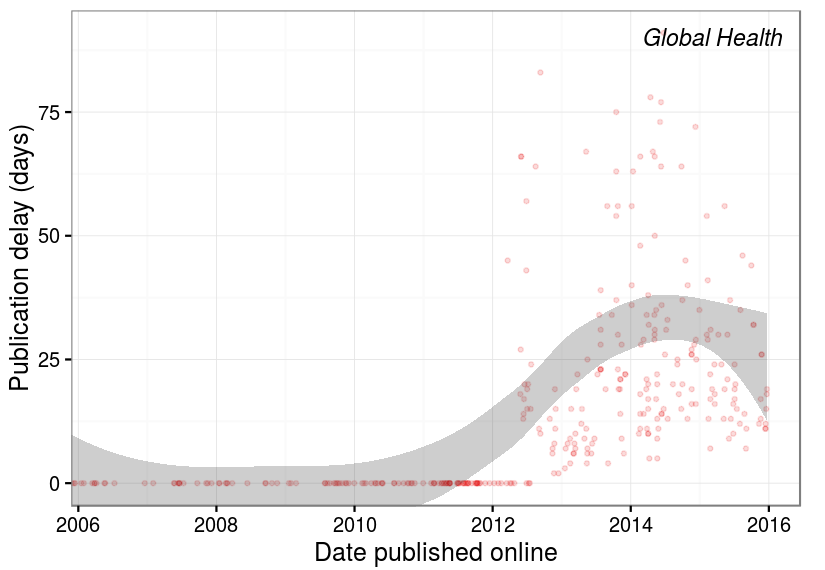 Global Health
Publication delay (days)
75
50
25
0
2006 2008 2010 2012 2014 2016
Date published online